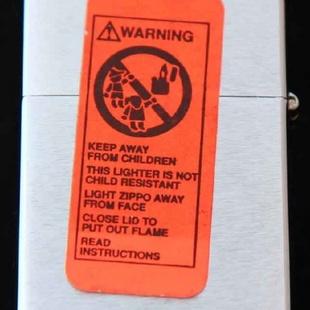 WARNING
KEEP AWAY
FROM CHILDREN
THIS LIGHTER IS NOT
CHILD RESISTANT
LIGHT ZIPPO AWAY
FROM FACE
CLOSE LID TO
PUT OUT FLAME
READ
INSTRUCTIONS